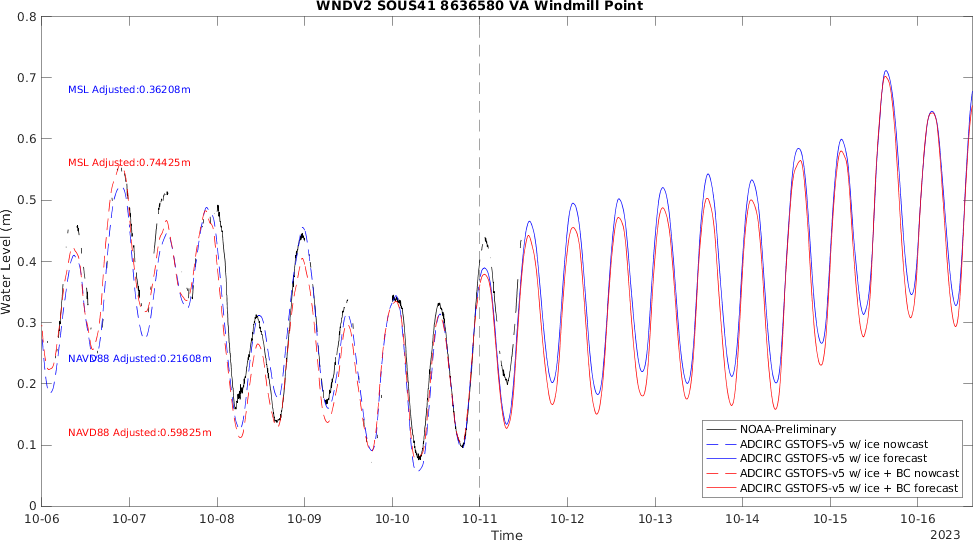 WNDV2 SOUS41 8636580 VA Windmill Point
0.8
0.7
0.6
0.5
0.4
0.3
0.2
0.1
0
Water Level (m)
MSL Adjusted:0.36208m
MSL Adjusted:0.74425m
NAVD88 Adjusted:0.21608m
NAVD88 Adjusted:0.59825m
NOAA-Preliminary
ADCIRC GSTOFS-v5 w/ ice nowcast
ADCIRC GSTOFS-v5 w/ ice forecast
ADCIRC GSTOFS-v5 w/ ice + BC nowcast
ADCIRC GSTOFS-v5 w/ ice + BC forecast
10-06 10-07 10-08 10-09 10-10 10-11 10-12 10-13 10-14 10-15 10-16
Time
2023